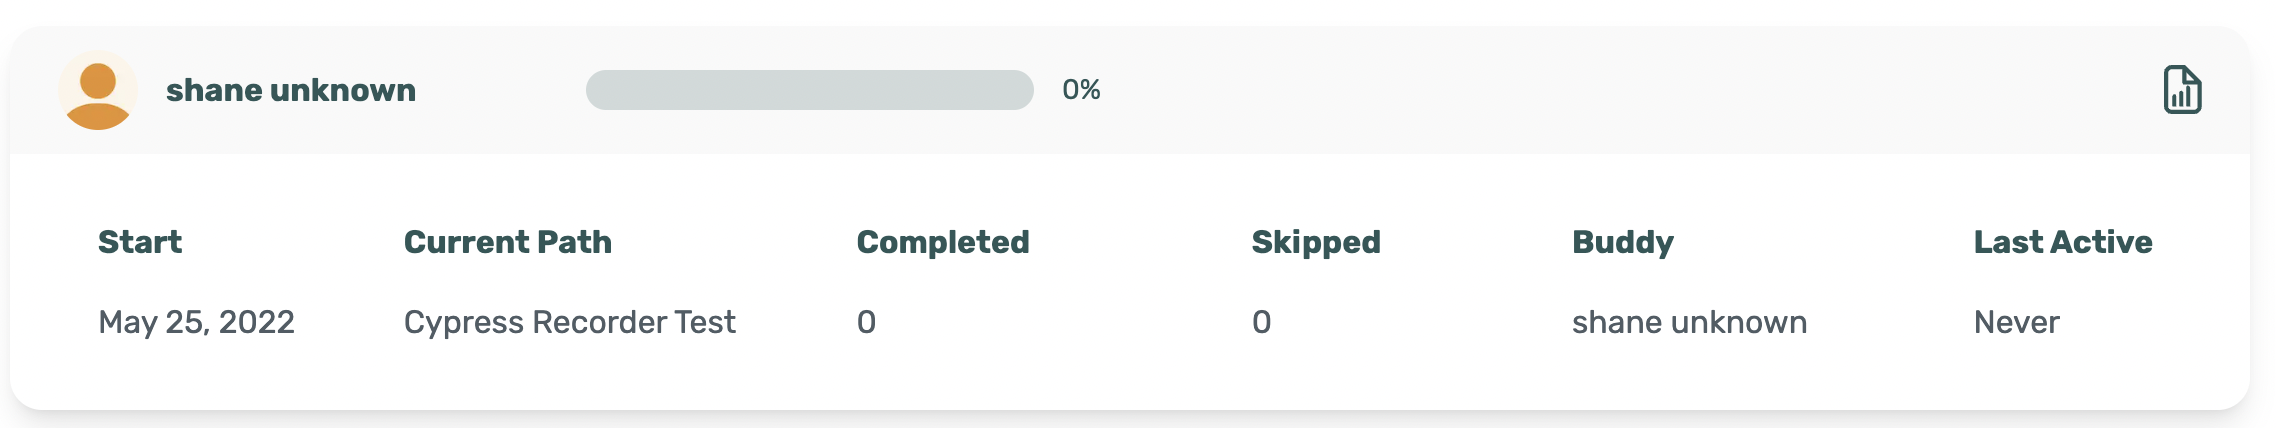 shane unknown 0%
Start Current Path Completed Skipped Buddy Last Active
May 25, 2022 Cypress Recorder Test 0 0 shane unknown Never